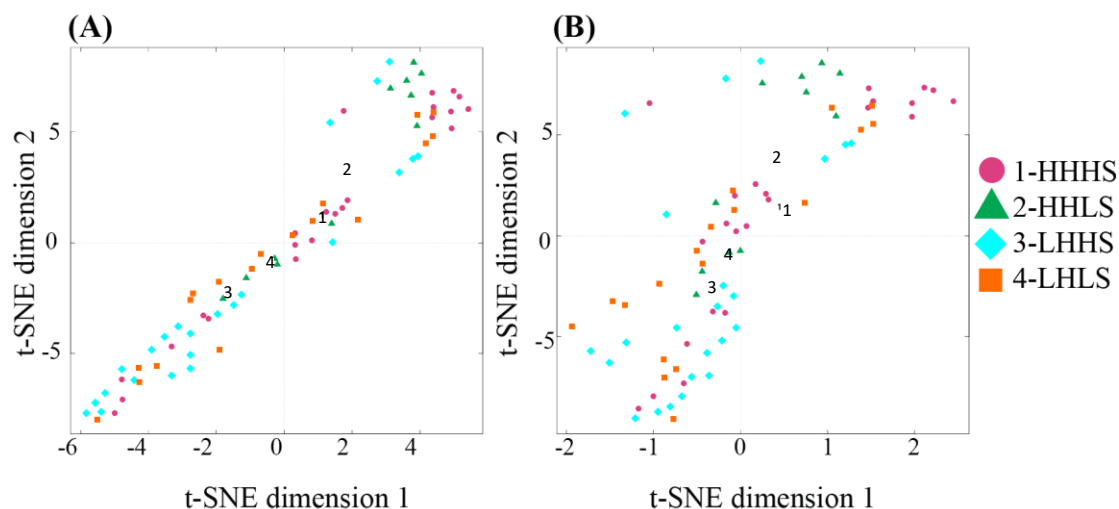 (A)
(B)
5
0
-5
-6
-4
-2
0
2
4
t-SNE dimension 1
t-SNE dimension 2
2
1
4
3
5
0
-5
-2
-1
0
1
2
t-SNE dimension 1
t-SNE dimension 2
2
'1
4
3
1-HHHS
2-HHLS
3-LHHS
4-LHLS